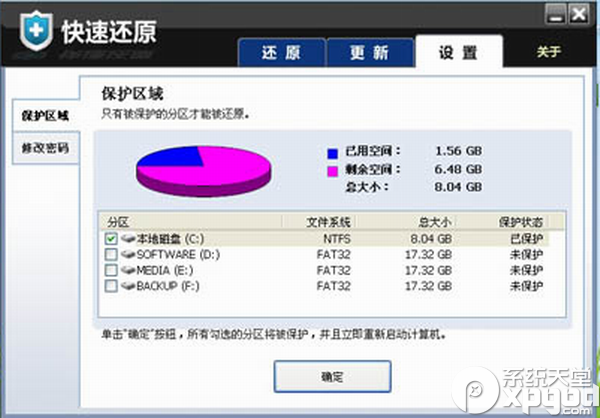 快速还原
还原 更新 设置 关于
保护区域
修改密码
保护区域
只有被保护的分区才能被还原。
已用空间： 1.56 GB
剩余空间： 6.48 GB
总大小： 8.04 GB
分区 文件系统 总大小 保护状态
本地磁盘 (C:) NTFS 8.04 GB 已保护
SOFTWARE (D:) FAT32 17.32 GB 未保护
MEDIA (E:) FAT32 17.32 GB 未保护
BACKUP (F:) FAT32 17.32 GB 未保护
单击"确定"按钮，所有勾选的分区将被保护，并且立即重新启动计算机。
确定
系统天堂